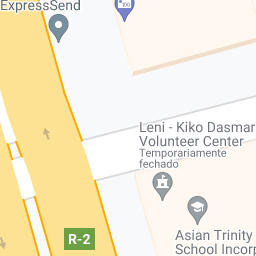 ExpressSend
Leni - Kiko Dasmar
Volunteer Center
Temporariamente
fechado
R-2
Asian Trinity
School Incorp